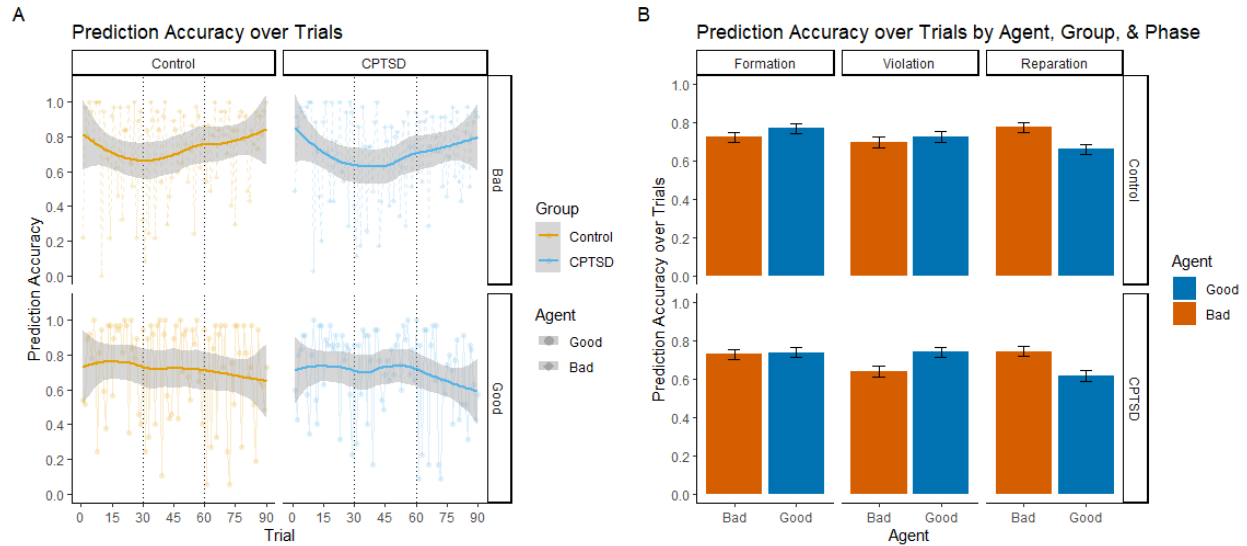 A
Prediction Accuracy over Trials
Control
CPTSD
Prediction Accuracy
1.0
0.8
0.6
0.4
0.2
0.0
Bad
1.0
0.8
0.6
0.4
0.2
0.0
Good
0 15 30 45 60 75 90
0 15 30 45 60 75 90
Trial
Group
Control
CPTSD
Agent
Good
Bad
B
Prediction Accuracy over Trials by Agent, Group, & Phase
Formation
Violation
Reparation
Prediction Accuracy over Trials
1.0
0.8
0.6
0.4
0.2
0.0
Control
1.0
0.8
0.6
0.4
0.2
0.0
CPTSD
Bad Good
Bad Good
Bad Good
Agent
Agent
Good
Bad